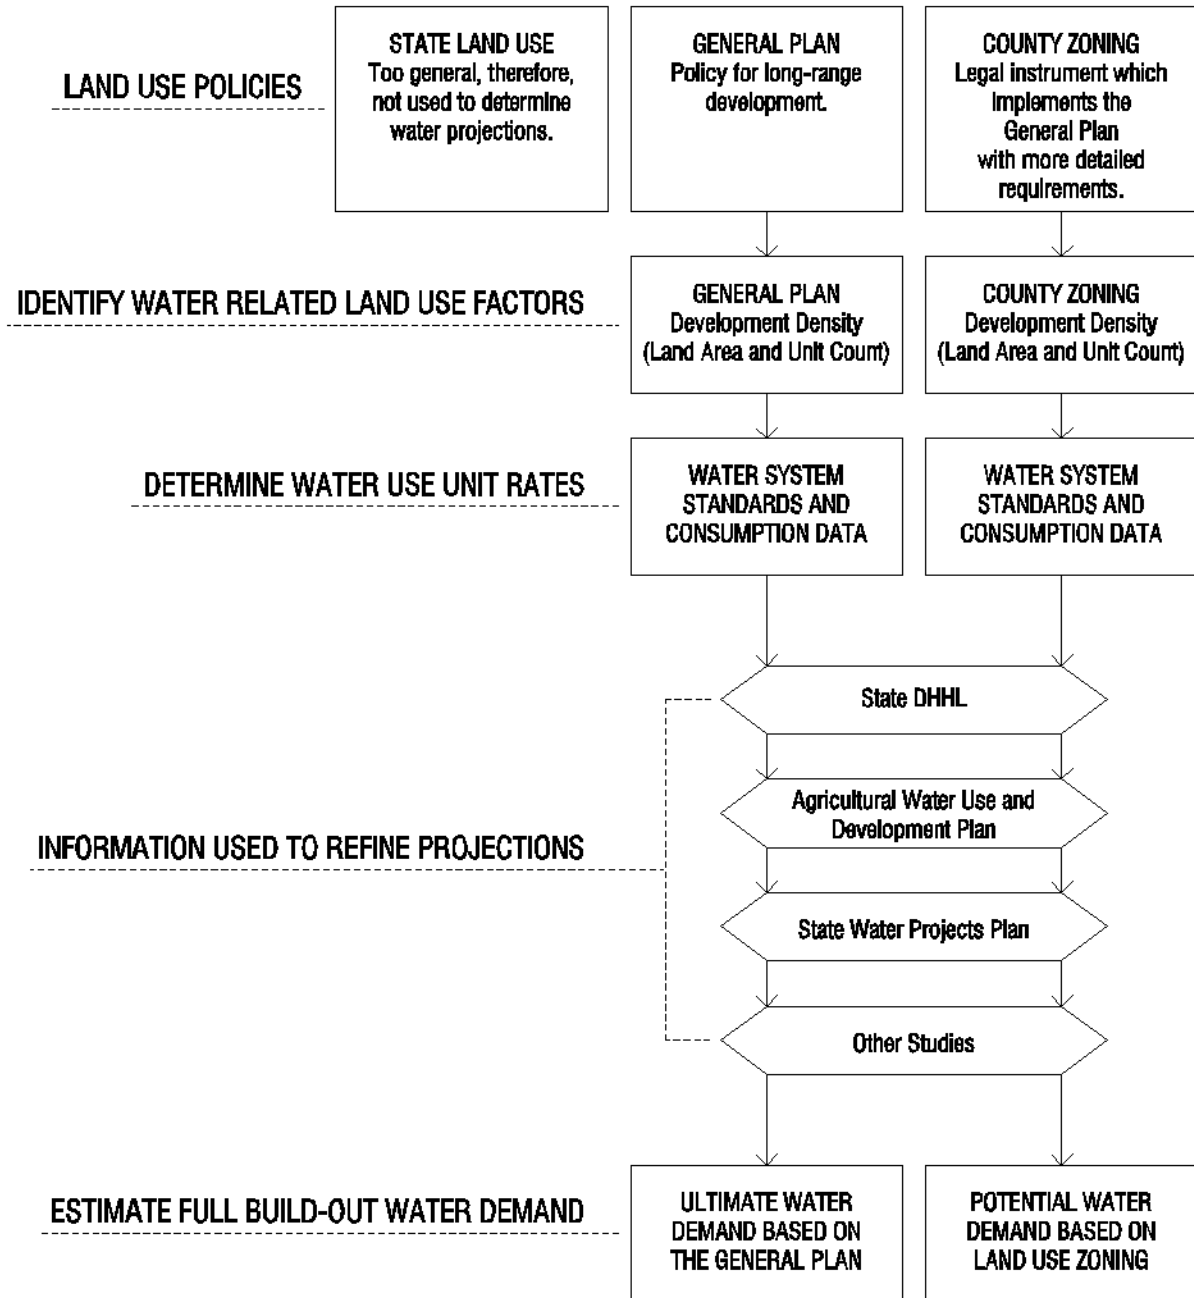 LAND USE POLICIES
STATE LAND USE
Too general, therefore,
not used to determine
water projections.
GENERAL PLAN
Policy for long-range
development.
COUNTY ZONING
Legal instrument which
implements the
General Plan
with more detailed
requirements.
IDENTIFY WATER RELATED LAND USE FACTORS
GENERAL PLAN
Development Density
(Land Area and Unit Count)
COUNTY ZONING
Development Density
(Land Area and Unit Count)
DETERMINE WATER USE UNIT RATES
WATER SYSTEM
STANDARDS AND
CONSUMPTION DATA
WATER SYSTEM
STANDARDS AND
CONSUMPTION DATA
INFORMATION USED TO REFINE PROJECTIONS
State DHHL
Agricultural Water Use and
Development Plan
State Water Projects Plan
Other Studies
ESTIMATE FULL BUILD-OUT WATER DEMAND
ULTIMATE WATER
DEMAND BASED ON
THE GENERAL PLAN
POTENTIAL WATER
DEMAND BASED ON
LAND USE ZONING